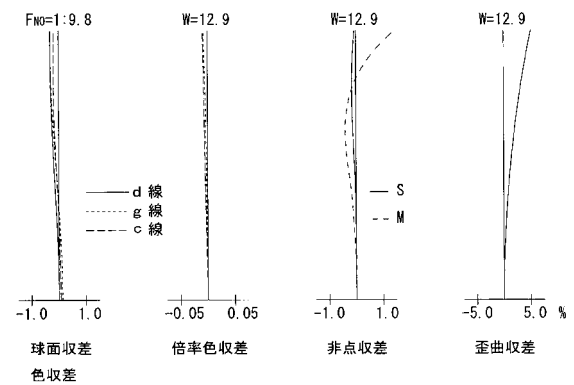 FNO=1:9.8 W=12.9 W=12.9 W=12.9
d 線
g 線
c 線
S
M
-1.0 1.0 -0.05 0.05 -1.0 1.0 -5.0 5.0 %
球面収差 倍率色収差 非点収差 歪曲収差
色収差